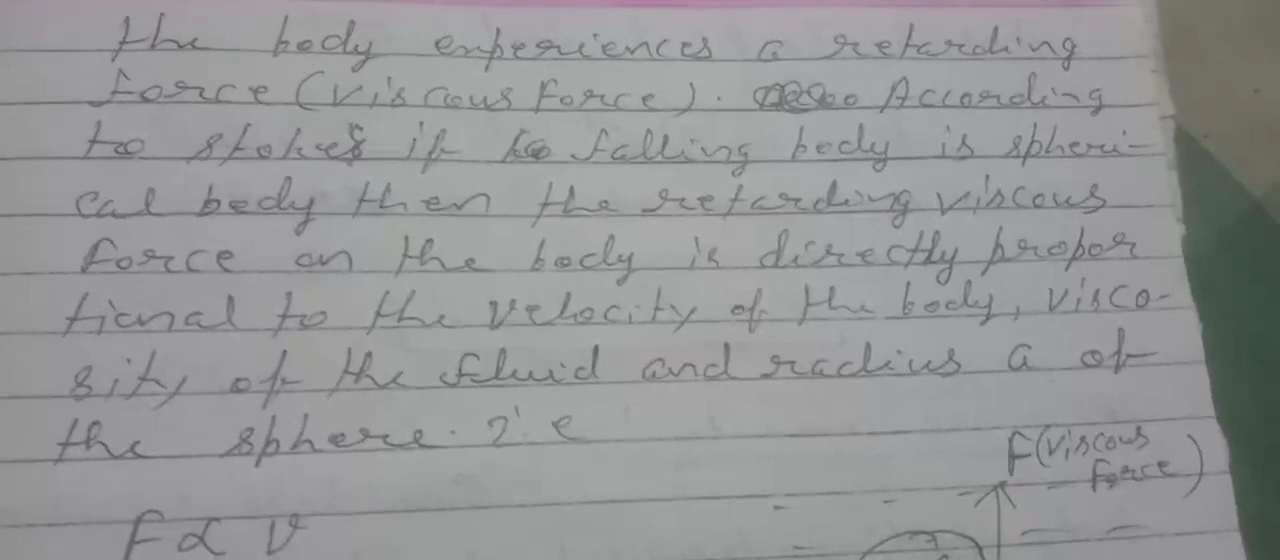 the body experiences a retarding
force (viscous force). According
to stokes if falling body is spheri-
cal body then the retarding viscous
force on the body is directly propor
tional to the velocity of the body, visco-
sity of the fluid and radius a of
the sphere. i.e
F(viscous
force)
F ∝ v